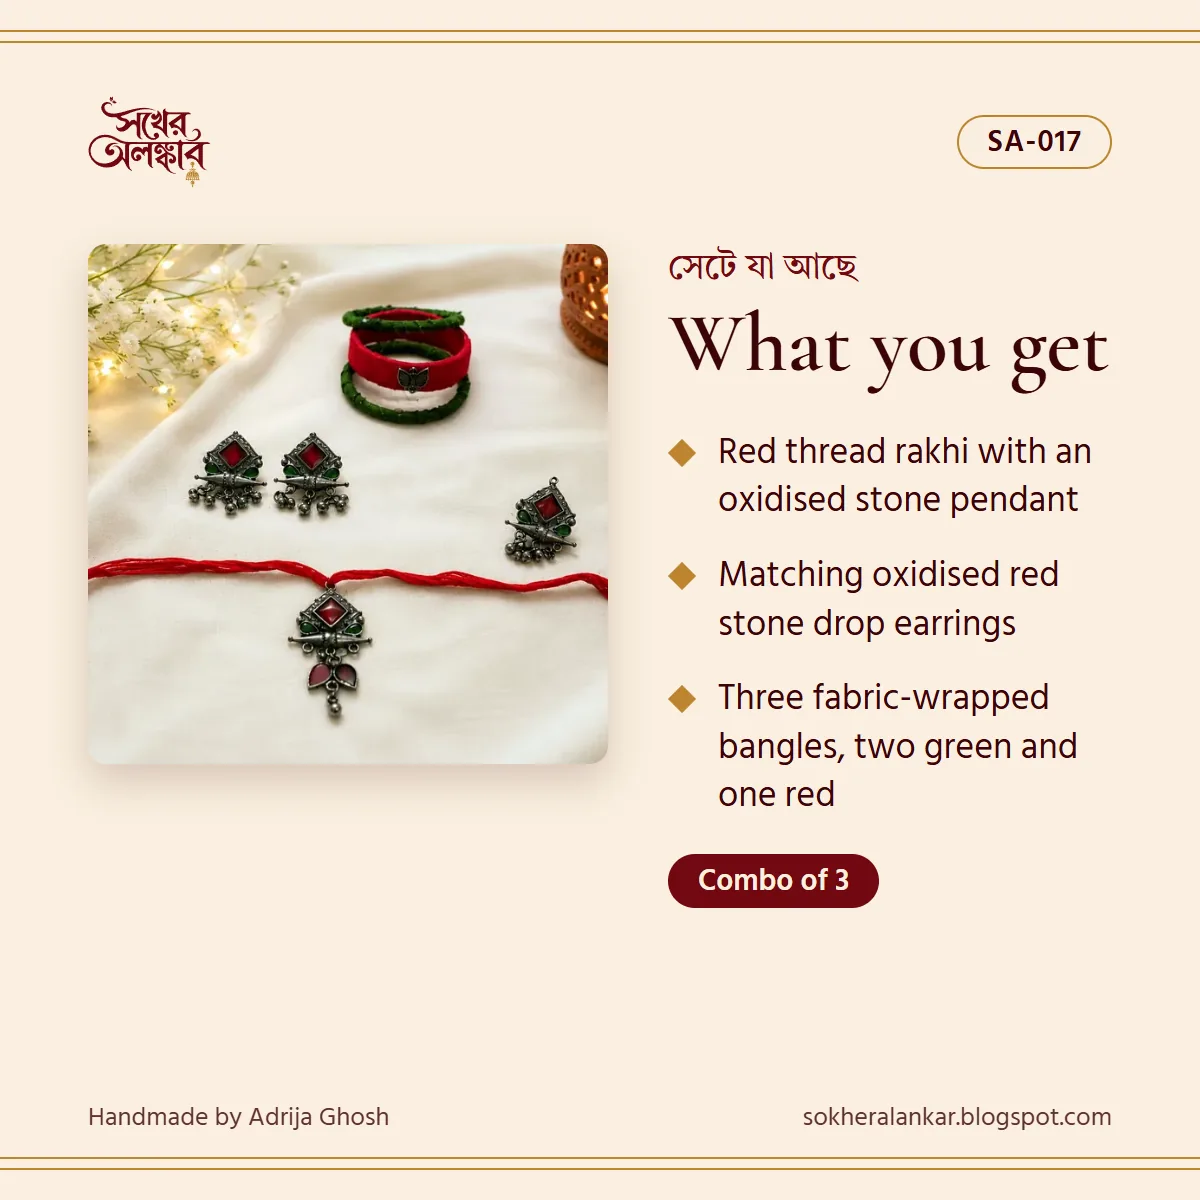 সখের
অলঙ্কার
SA-017
সেটে যা আছে
What you get
Red thread rakhi with an
oxidised stone pendant
Matching oxidised red
stone drop earrings
Three fabric-wrapped
bangles, two green and
one red
Combo of 3
Handmade by Adrija Ghosh
sokheralankar.blogspot.com